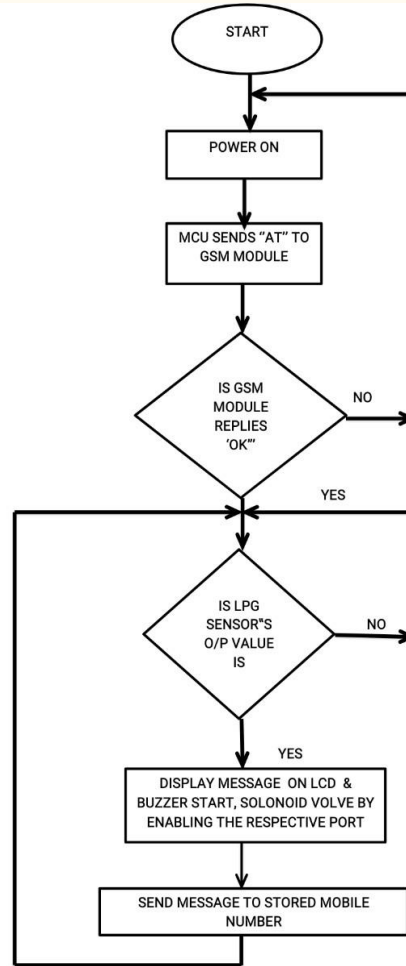 START
POWER ON
MCU SENDS “AT” TO
GSM MODULE
IS GSM
MODULE
REPLIES
‘OK”’
NO
YES
IS LPG
SENSOR“S
O/P VALUE
IS
NO
YES
DISPLAY MESSAGE ON LCD &
BUZZER START, SOLONOID VOLVE BY
ENABLING THE RESPECTIVE PORT
SEND MESSAGE TO STORED MOBILE
NUMBER